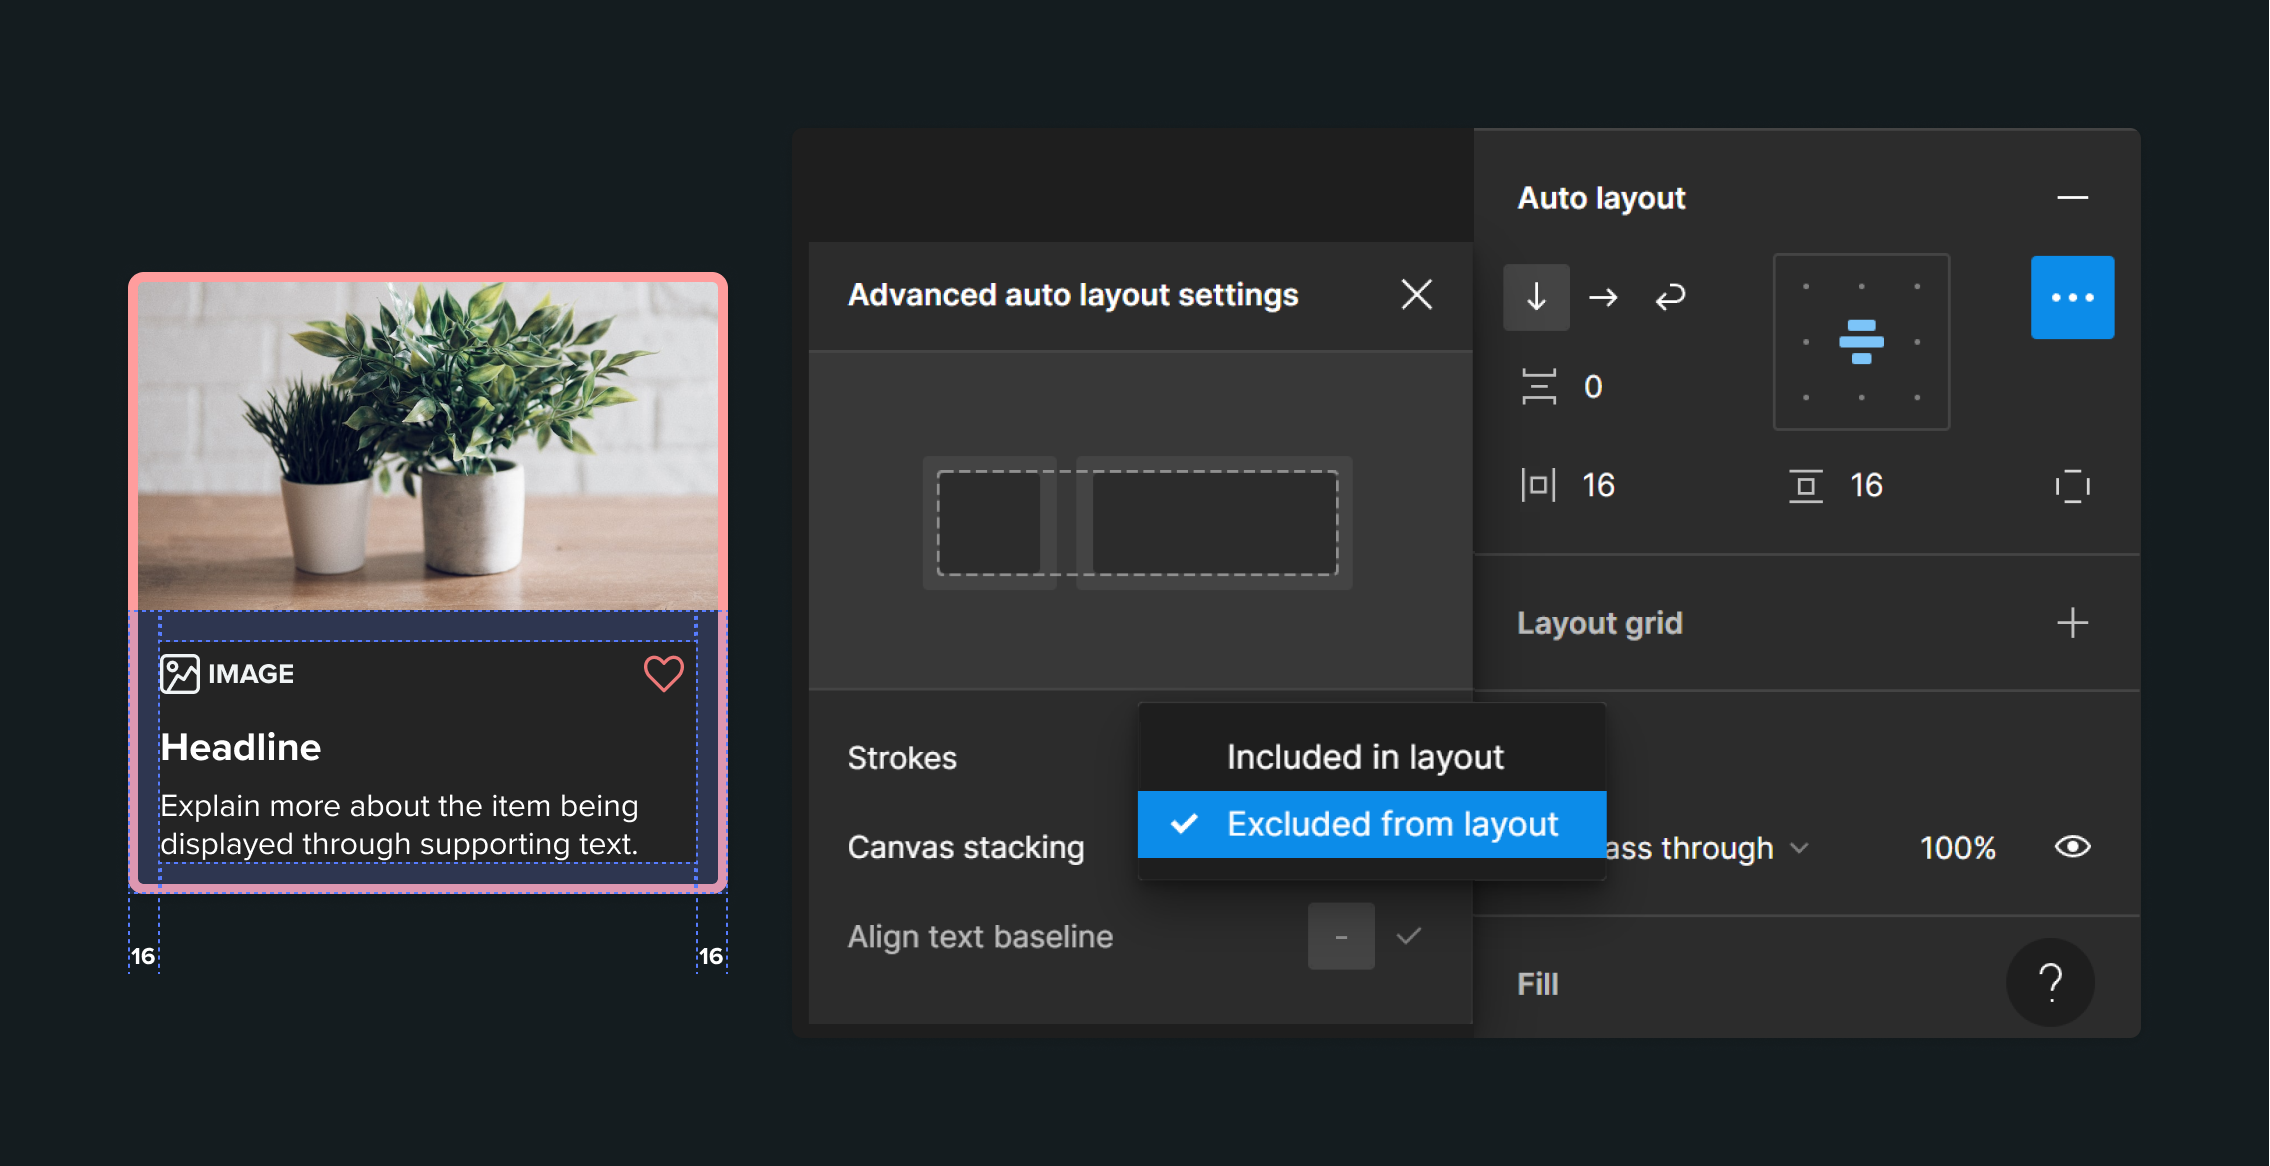 IMAGE
Headline
Explain more about the item being
displayed through supporting text.
16
16
Advanced auto layout settings
Strokes
Included in layout
Excluded from layout
Canvas stacking
Align text baseline
-
Auto layout
0
16
16
Layout grid
ass through
100%
Fill
?